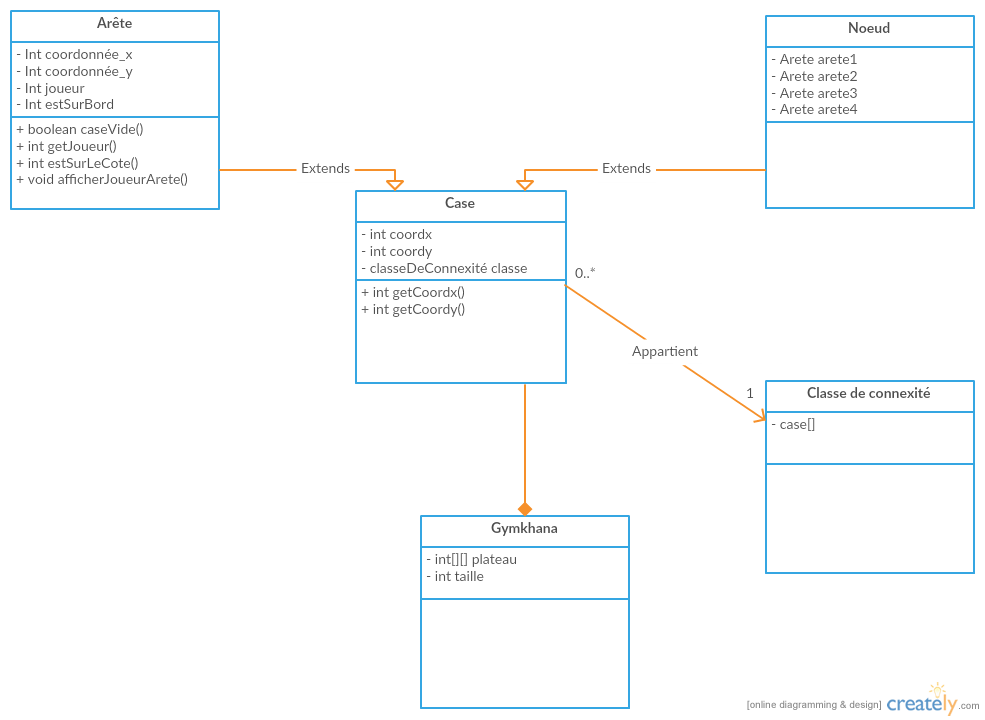 Arête
- Int coordonnée_x
- Int coordonnée_y
- Int joueur
- Int estSurBord
+ boolean caseVide()
+ int getJoueur()
+ int estSurLeCote()
+ void afficherJoueurArete()
Noeud
- Arete arete1
- Arete arete2
- Arete arete3
- Arete arete4
Extends
Extends
Case
- int coordx
- int coordy
- classeDeConnexité classe
+ int getCoordx()
+ int getCoordy()
0..*
Appartient
1
Classe de connexité
- case[]
Gymkhana
- int[][] plateau
- int taille
[online diagramming & design] creately.com